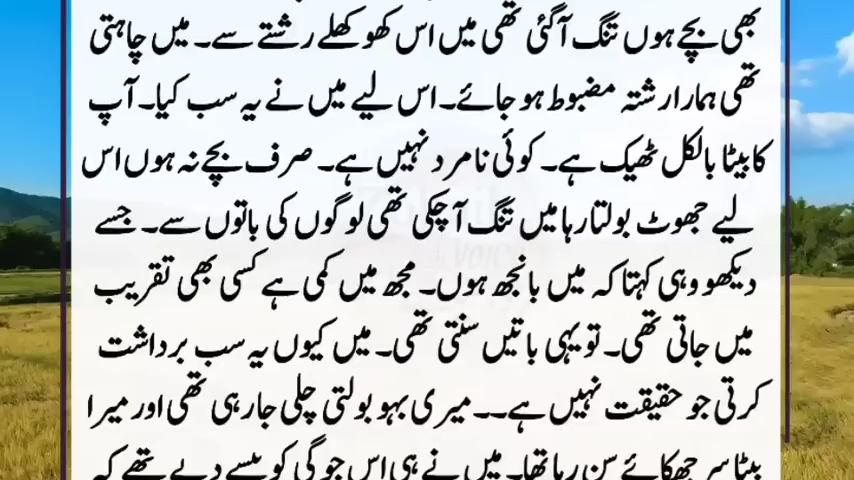 بھی بچے ہوں تنگ آگئی تھی میں اس کھوکھلے رشتے سے۔ میں چاہتی
تھی ہمارا رشتہ مضبوط ہو جائے۔ اس لیے میں نے یہ سب کیا۔ آپ
کا بیٹا بالکل ٹھیک ہے۔ کوئی نامرد نہیں ہے۔ صرف بچے نہ ہوں اس
لیے جھوٹ بولتا رہا میں تنگ آ چکی تھی لوگوں کی باتوں سے۔ جسے
دیکھو وہی کہتا کہ میں بانجھ ہوں۔ مجھ میں کمی ہے کسی بھی تقریب
میں جاتی تھی۔ تو یہی باتیں سنتی تھی۔ میں کیوں یہ سب برداشت
کرتی جو حقیقت نہیں ہے۔۔ میری بہو بولتی چلی جا رہی تھی اور میرا
بیٹا سر جھکائے سن رہا تھا۔ میں نے ہی اس جوگی کو پیسے دیے تھے کہ